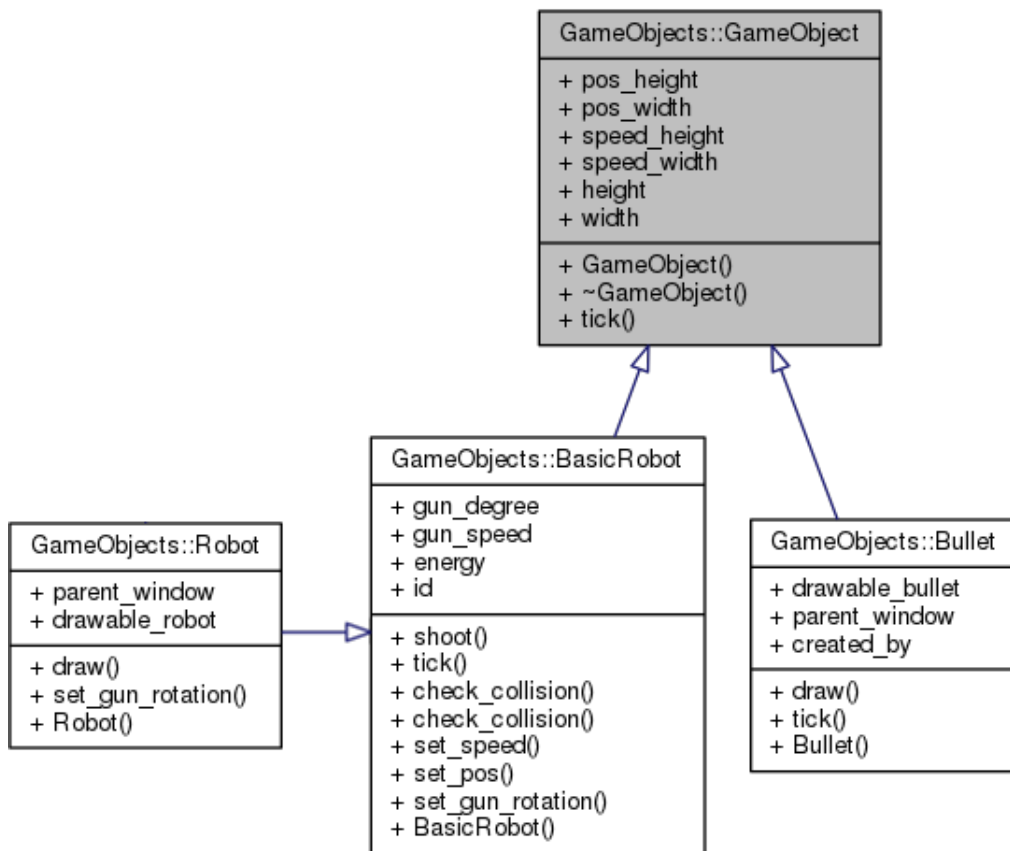 GameObjects::GameObject
+ pos_height
+ pos_width
+ speed_height
+ speed_width
+ height
+ width
+ GameObject()
+ ~GameObject()
+ tick()
GameObjects::BasicRobot
+ gun_degree
+ gun_speed
+ energy
+ id
+ shoot()
+ tick()
+ check_collision()
+ check_collision()
+ set_speed()
+ set_pos()
+ set_gun_rotation()
+ BasicRobot()
GameObjects::Robot
+ parent_window
+ drawable_robot
+ draw()
+ set_gun_rotation()
+ Robot()
GameObjects::Bullet
+ drawable_bullet
+ parent_window
+ created_by
+ draw()
+ tick()
+ Bullet()